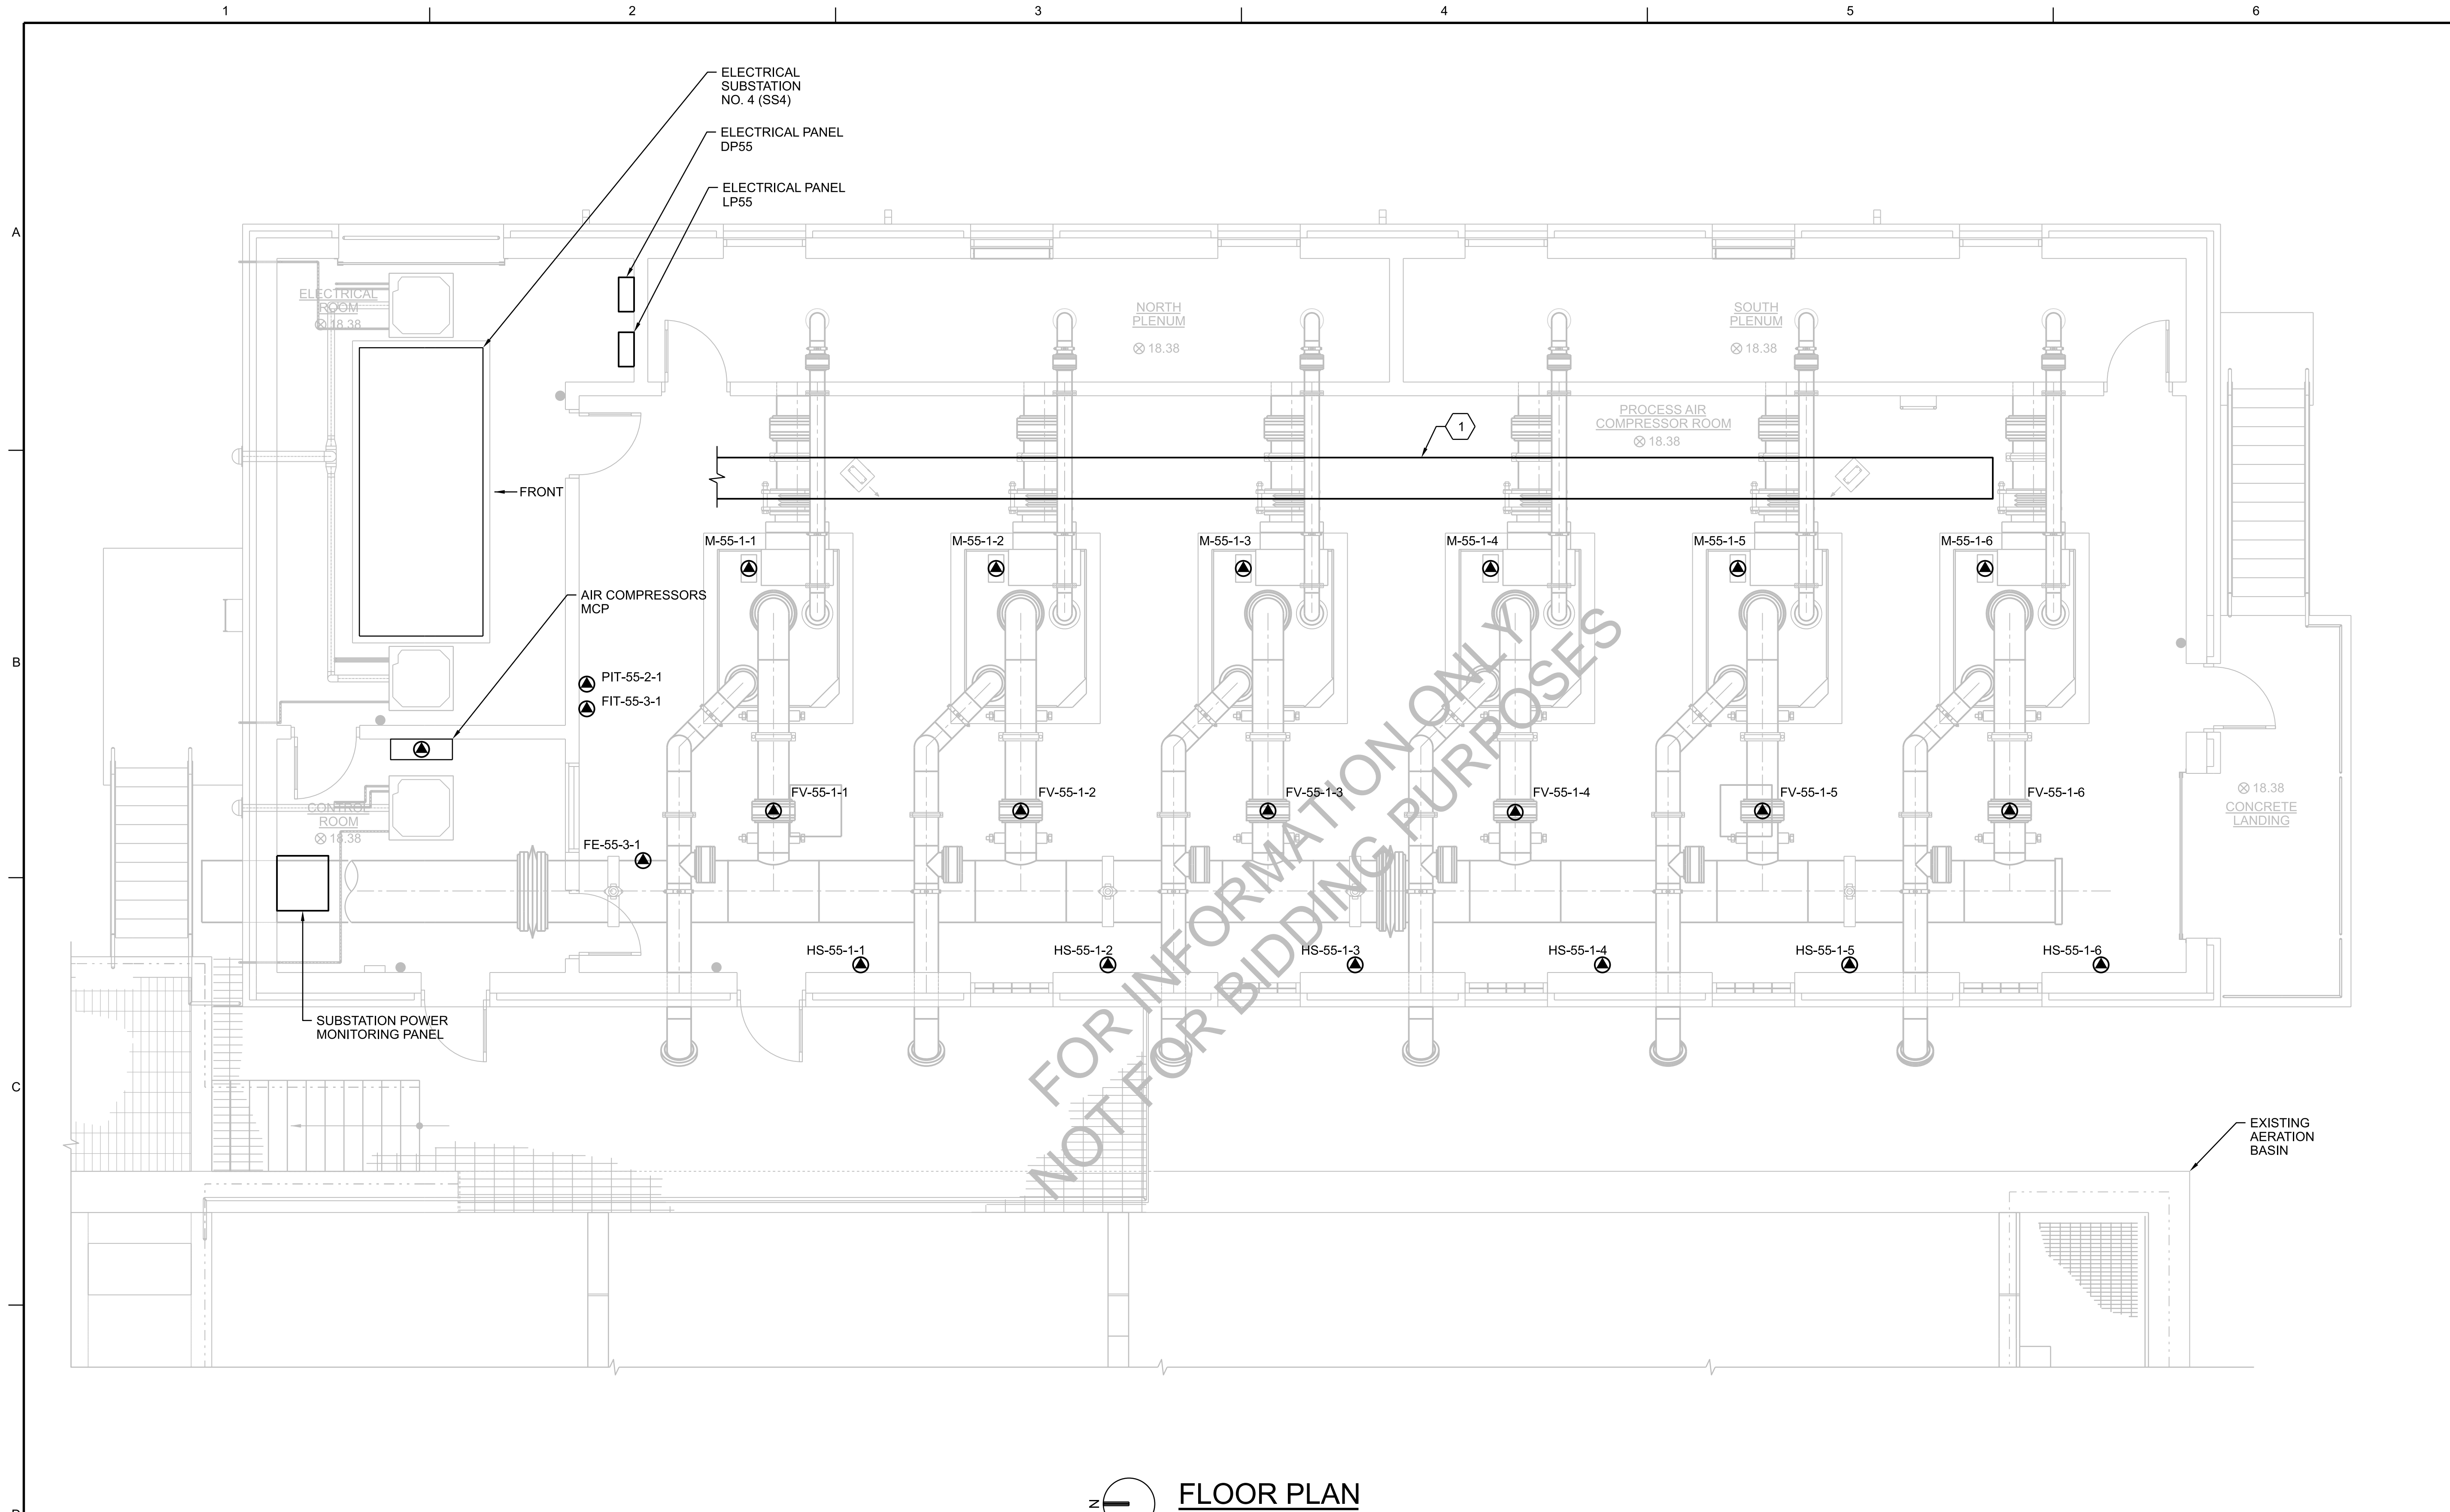 1 2 3 4 5 6
ELECTRICAL
SUBSTATION
NO. 4 (SS4)
ELECTRICAL PANEL
DP55
ELECTRICAL PANEL
LP55
A
ELECTRICAL
ROOM
18.38
NORTH
PLENUM
18.38
SOUTH
PLENUM
18.38
PROCESS AIR
COMPRESSOR ROOM
18.38
1
FRONT
M-55-1-1 M-55-1-2 M-55-1-3 M-55-1-4 M-55-1-5 M-55-1-6
AIR COMPRESSORS
MCP
B
PIT-55-2-1
FIT-55-3-1
FV-55-1-1 FV-55-1-2 FV-55-1-3 FV-55-1-4 FV-55-1-5 FV-55-1-6
CONTROL
ROOM
18.38
18.38
CONCRETE
LANDING
FE-55-3-1
HS-55-1-1 HS-55-1-2 HS-55-1-3 HS-55-1-4 HS-55-1-5 HS-55-1-6
SUBSTATION POWER
MONITORING PANEL
FOR INFORMATION ONLY
NOT FOR BIDDING PURPOSES
C
EXISTING
AERATION
BASIN
N
FLOOR PLAN